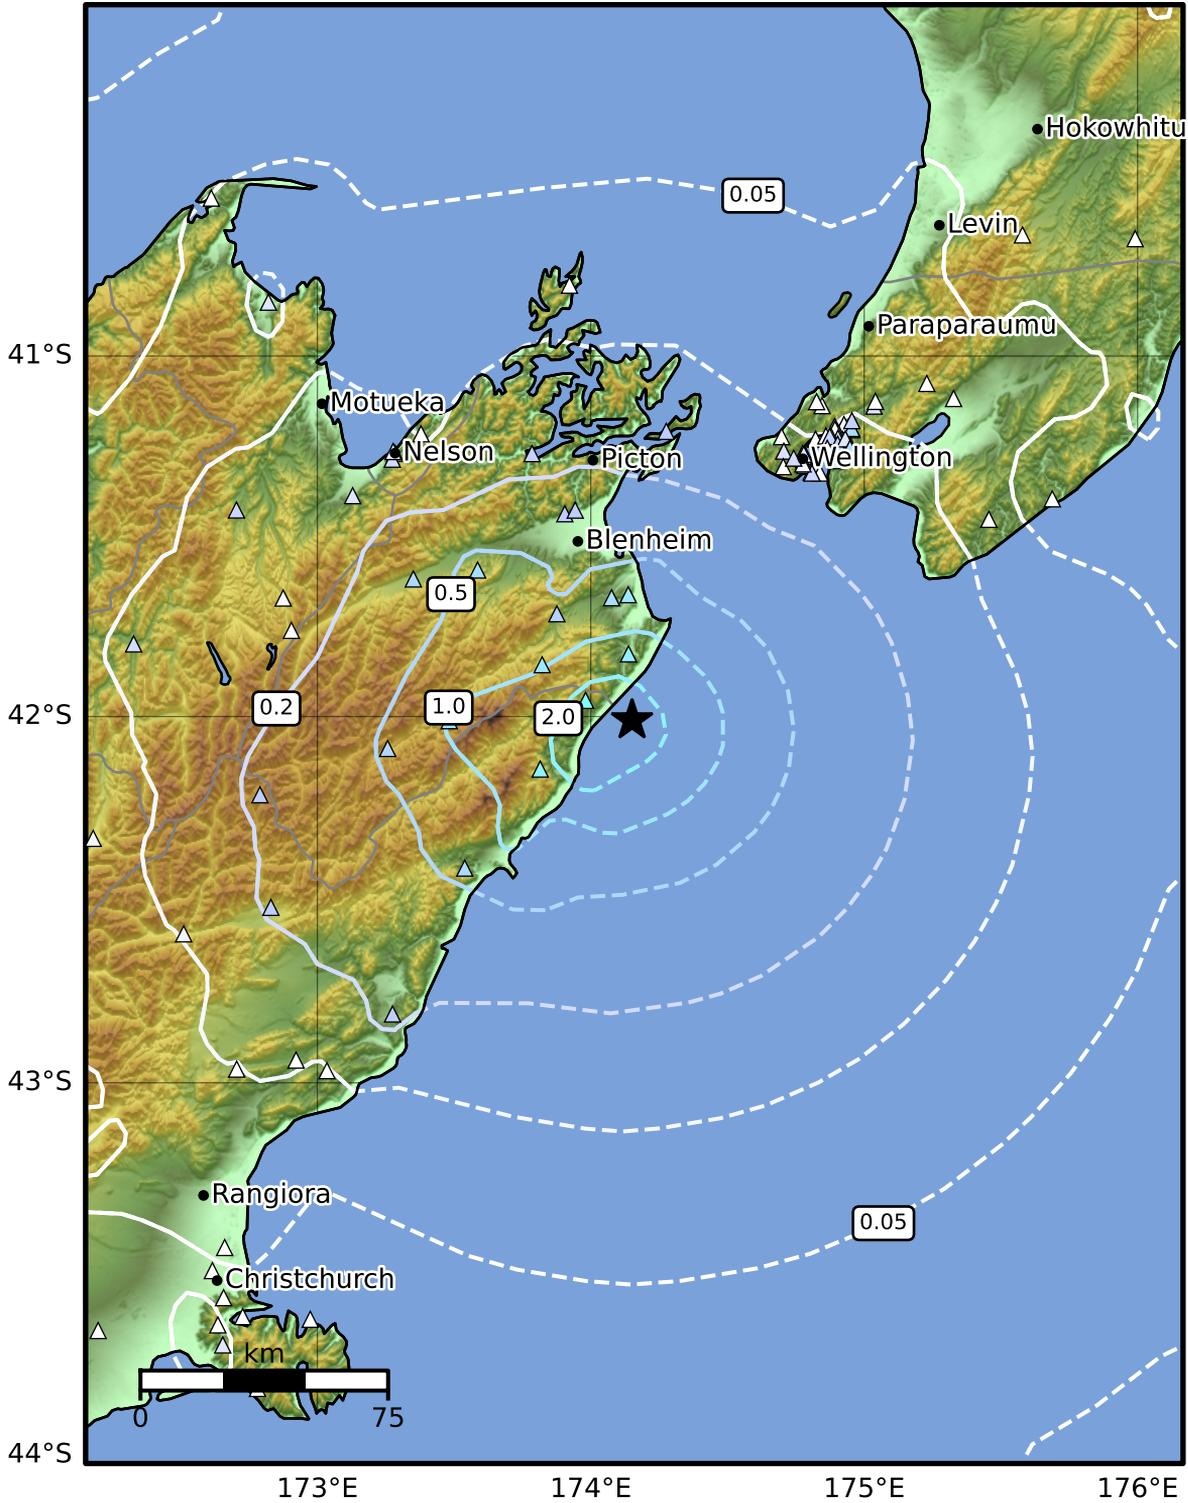 Hokowhitu
0.05
Levin
Paraparaumu
41°S
Motueka
Nelson
Picton
Wellington
Blenheim
0.5
0.2
1.0
2.0
42°S
43°S
Rangiora
0.05
Christchurch
km
0
75
44°S
173°E
174°E
175°E
176°E